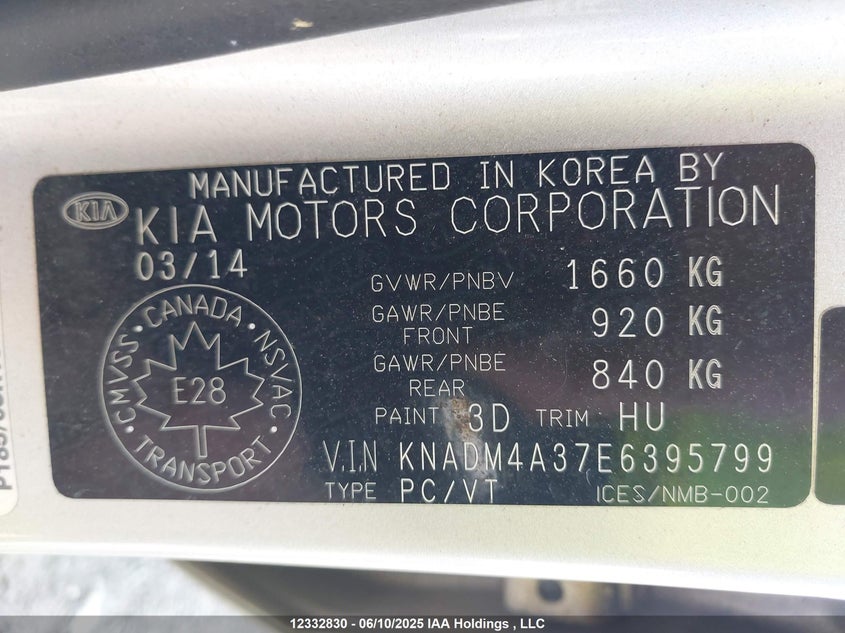 MANUFACTURED IN KOREA BY
KIA
KIA MOTORS CORPORATION
03/14
GVWR/PNBV 1660 KG
GAWR/PNBE FRONT 920 KG
GAWR/PNBE REAR 840 KG
CANADA
CMVSS · NSVAC
E28
TRANSPORT
PAINT 3D TRIM HU
V.I.N KNADM4A37E6395799
TYPE PC/VT ICES/NMB-002
12332830 - 06/10/2025 IAA Holdings , LLC